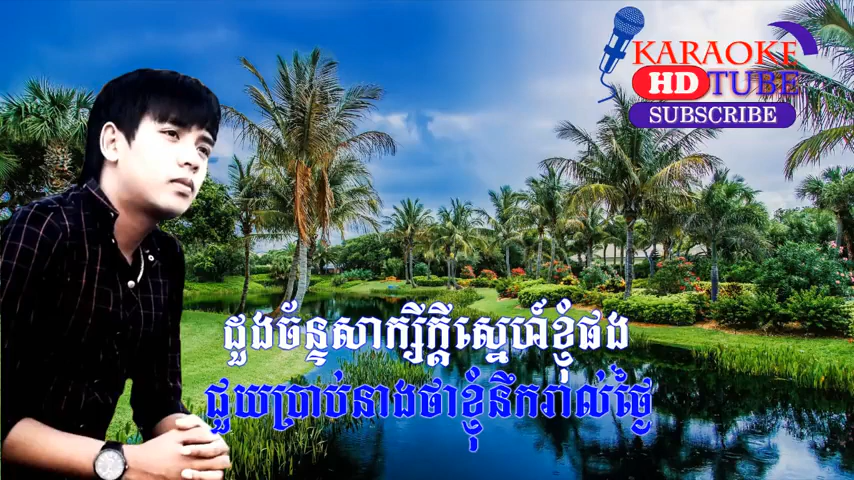 KARAOKE
HD TUBE
SUBSCRIBE
ដួងច័ន្ទសាក្សីក្ដីស្នេហ៍ខ្ញុំផង
ជួយប្រាប់នាងថាខ្ញុំនឹករាល់ថ្ងៃ